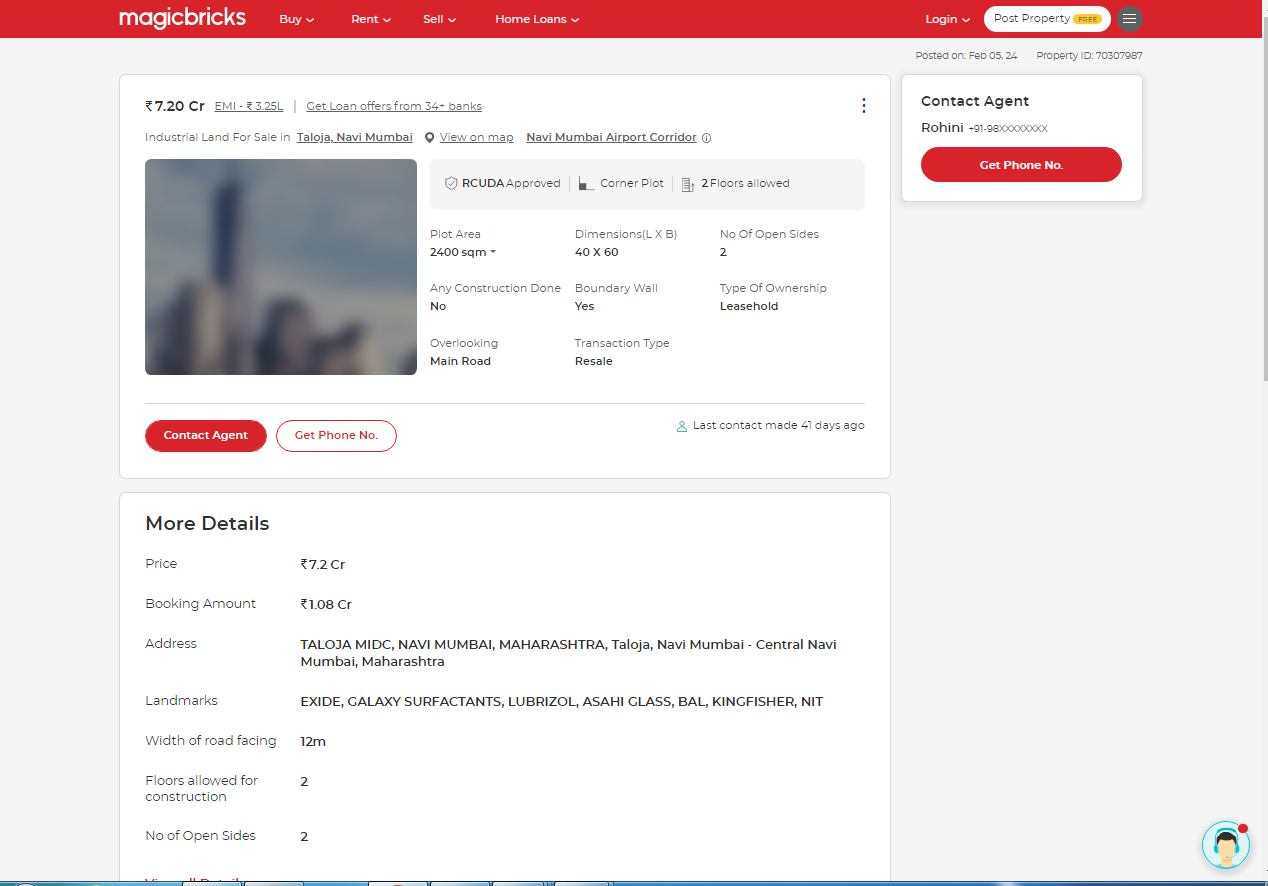 magicbricks
Buy
Rent
Sell
Home Loans
Login
Post Property FREE
Posted on: Feb 05, 24 Property ID: 70307987
₹7.20 Cr EMI - ₹ 3.25L | Get Loan offers from 34+ banks
Industrial Land For Sale in Taloja, Navi Mumbai View on map Navi Mumbai Airport Corridor
RCUDA Approved
Corner Plot
2 Floors allowed
Plot Area
2400 sqm
Dimensions(L X B)
40 X 60
No Of Open Sides
2
Any Construction Done
No
Boundary Wall
Yes
Type Of Ownership
Leasehold
Overlooking
Main Road
Transaction Type
Resale
Contact Agent
Get Phone No.
Last contact made 41 days ago
Contact Agent
Rohini +91-98XXXXXXXX
Get Phone No.
More Details
Price
₹7.2 Cr
Booking Amount
₹1.08 Cr
Address
TALOJA MIDC, NAVI MUMBAI, MAHARASHTRA, Taloja, Navi Mumbai - Central Navi
Mumbai, Maharashtra
Landmarks
EXIDE, GALAXY SURFACTANTS, LUBRIZOL, ASAHI GLASS, BAL, KINGFISHER, NIT
Width of road facing
12m
Floors allowed for
construction
2
No of Open Sides
2